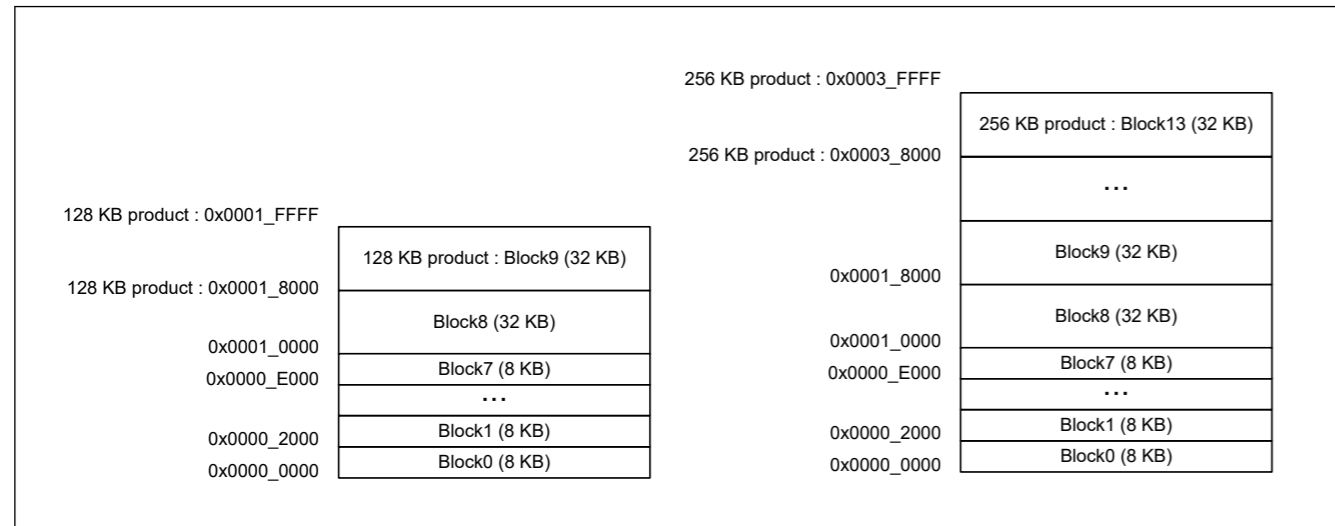 128 KB product : 0x0001_FFFF
128 KB product : Block9 (32 KB)
128 KB product : 0x0001_8000
Block8 (32 KB)
0x0001_0000
Block7 (8 KB)
0x0000_E000
...
Block1 (8 KB)
0x0000_2000
Block0 (8 KB)
0x0000_0000
256 KB product : 0x0003_FFFF
256 KB product : Block13 (32 KB)
256 KB product : 0x0003_8000
...
Block9 (32 KB)
0x0001_8000
Block8 (32 KB)
0x0001_0000
Block7 (8 KB)
0x0000_E000
...
Block1 (8 KB)
0x0000_2000
Block0 (8 KB)
0x0000_0000